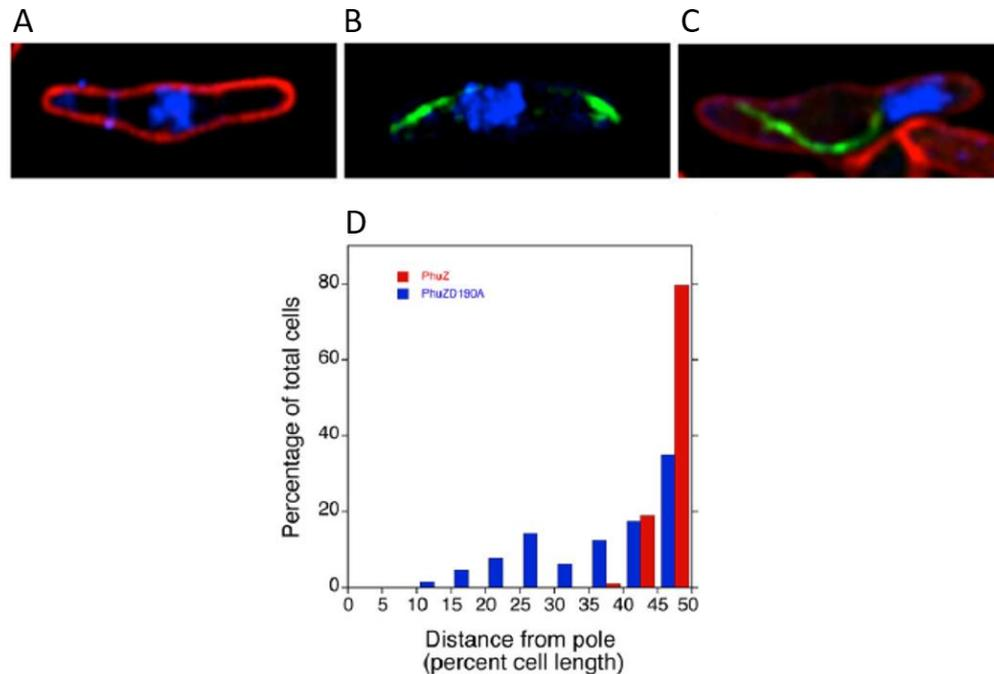 A
B
C
D
PhuZ
PhuZD190A
80
60
40
20
0
Percentage of total cells
0 5 10 15 20 25 30 35 40 45 50
Distance from pole
(percent cell length)